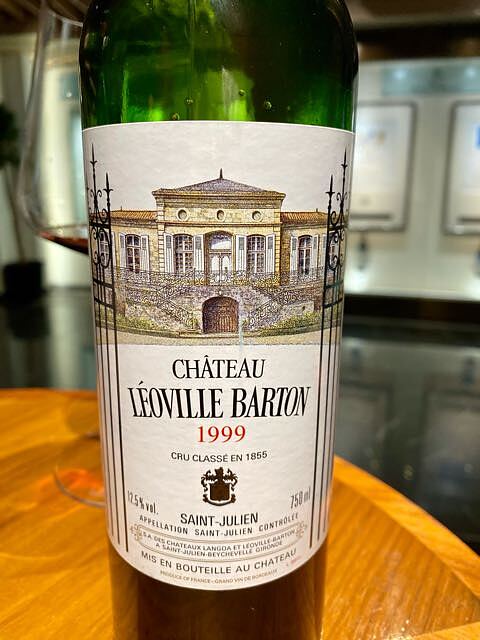 CHÂTEAU
LÉOVILLE BARTON
1999
CRU CLASSÉ EN 1855
12.5% vol.
750 ml
SAINT-JULIEN
APPELLATION SAINT-JULIEN CONTROLÉE
S.A. DES CHATEAUX LANGOA ET LÉOVILLE-BARTON
A SAINT-JULIEN-BEYCHEVELLE GIRONDE
MIS EN BOUTEILLE AU CHÂTEAU
PRODUCE OF FRANCE - GRAND VIN DE BORDEAUX